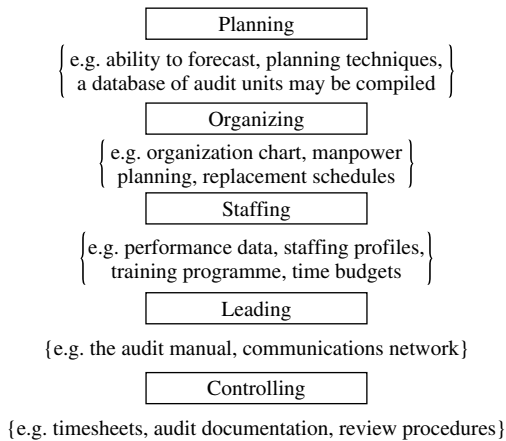 Planning
e.g. ability to forecast, planning techniques,
a database of audit units may be compiled
Organizing
e.g. organization chart, manpower
planning, replacement schedules
Staffing
e.g. performance data, staffing profiles,
training programme, time budgets
Leading
{e.g. the audit manual, communications network}
Controlling
{e.g. timesheets, audit documentation, review procedures}